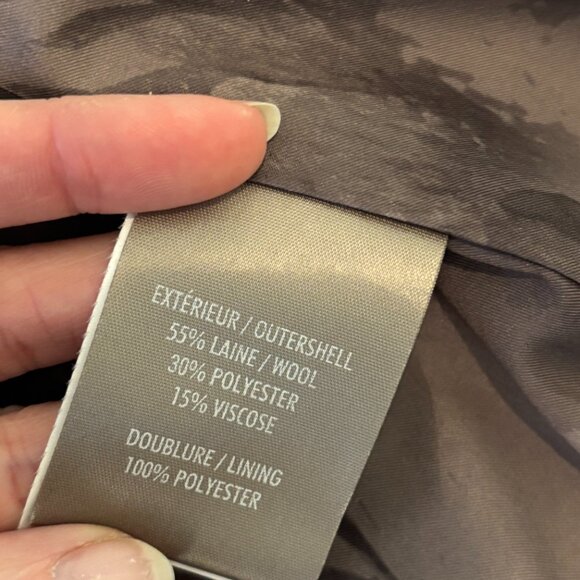 EXTÉRIEUR / OUTERSHELL
55% LAINE / WOOL
30% POLYESTER
15% VISCOSE
DOUBLURE / LINING
100% POLYESTER